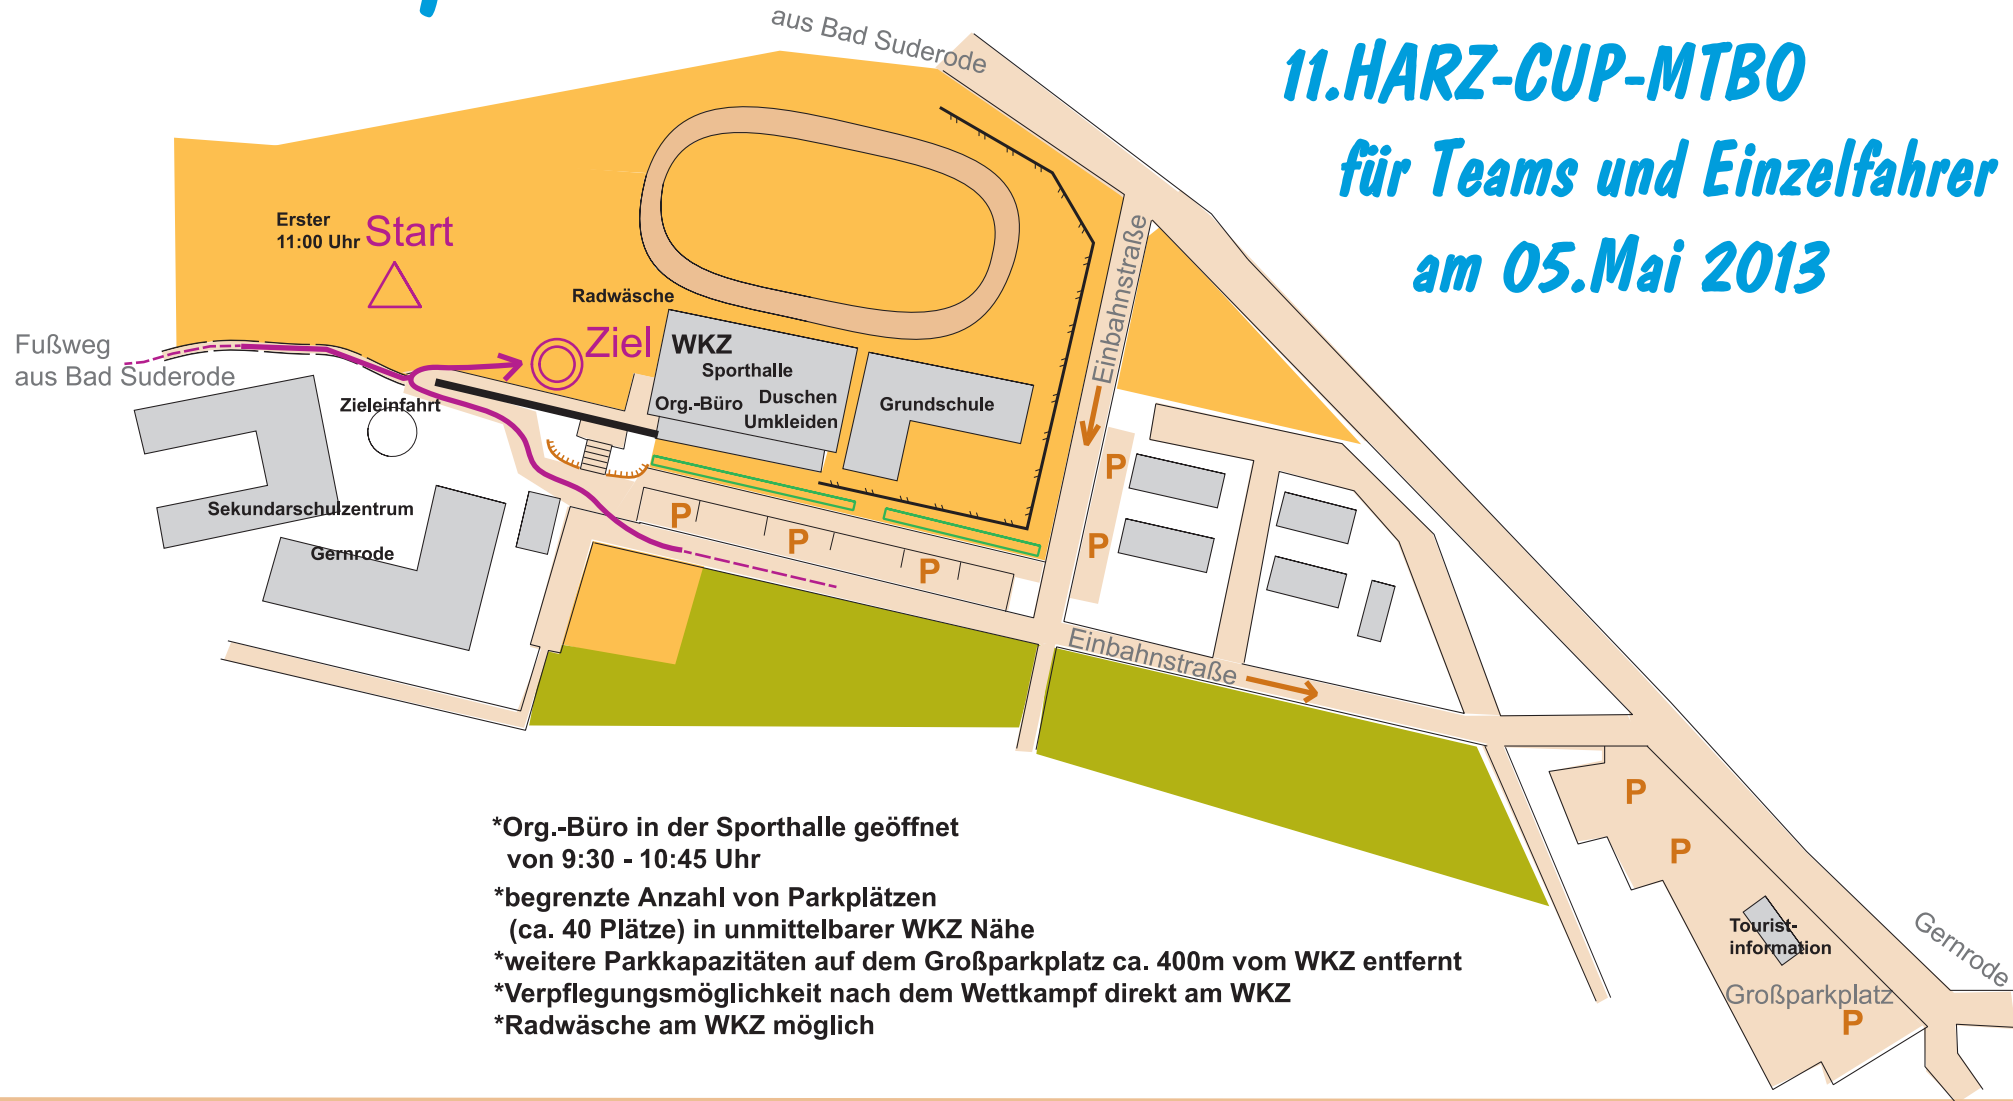 aus Bad Suderode
11.HARZ-CUP-MTBO
für Teams und Einzelfahrer
am 05.Mai 2013
Erster
11:00 Uhr
Start
Radwäsche
Ziel
Fußweg
aus Bad Suderode
WKZ
Sporthalle
Org.-Büro
Duschen
Umkleiden
Grundschule
Einbahnstraße
Zieleinfahrt
Sekundarschulzentrum
Gernrode
P
P
P
P
P
Einbahnstraße
P
P
Tourist-
information
Großparkplatz
P
Gernrode
*Org.-Büro in der Sporthalle geöffnet
von 9:30 - 10:45 Uhr
*begrenzte Anzahl von Parkplätzen
(ca. 40 Plätze) in unmittelbarer WKZ Nähe
*weitere Parkkapazitäten auf dem Großparkplatz ca. 400m vom WKZ entfernt
*Verpflegungsmöglichkeit nach dem Wettkampf direkt am WKZ
*Radwäsche am WKZ möglich